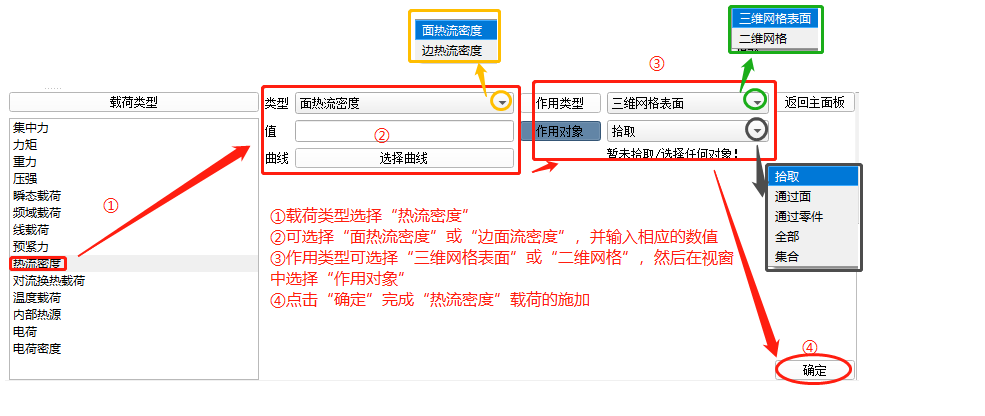 面热流密度
边热流密度
三维网格表面
二维网格
③
载荷类型
类型
面热流密度
作用类型
三维网格表面
返回主面板
值
②
作用对象
拾取
曲线
选择曲线
暂未拾取/选择任何对象!
集中力
力矩
重力
压强
瞬态载荷
频域载荷
线载荷
预紧力
热流密度
对流换热载荷
温度载荷
内部热源
电荷
电荷密度
①
拾取
通过面
通过零件
全部
集合
①载荷类型选择“热流密度”
②可选择“面热流密度”或“边面流密度”，并输入相应的数值
③作用类型可选择“三维网格表面”或“二维网格”，然后在视窗
中选择“作用对象”
④点击“确定”完成“热流密度”载荷的施加
④
确定